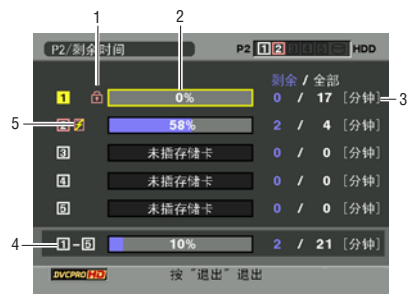 1 2
P2/剩余时间 P2 1 2 3 4 5 HDD
剩余 / 全部
1 0% 0 / 17 [分钟] 3
5 2 58% 2 / 4 [分钟]
3 未插存储卡 0 / 0 [分钟]
4 未插存储卡 0 / 0 [分钟]
5 未插存储卡 0 / 0 [分钟]
4 1-5 10% 2 / 21 [分钟]
DVCPRO HD 按 "退出" 退出